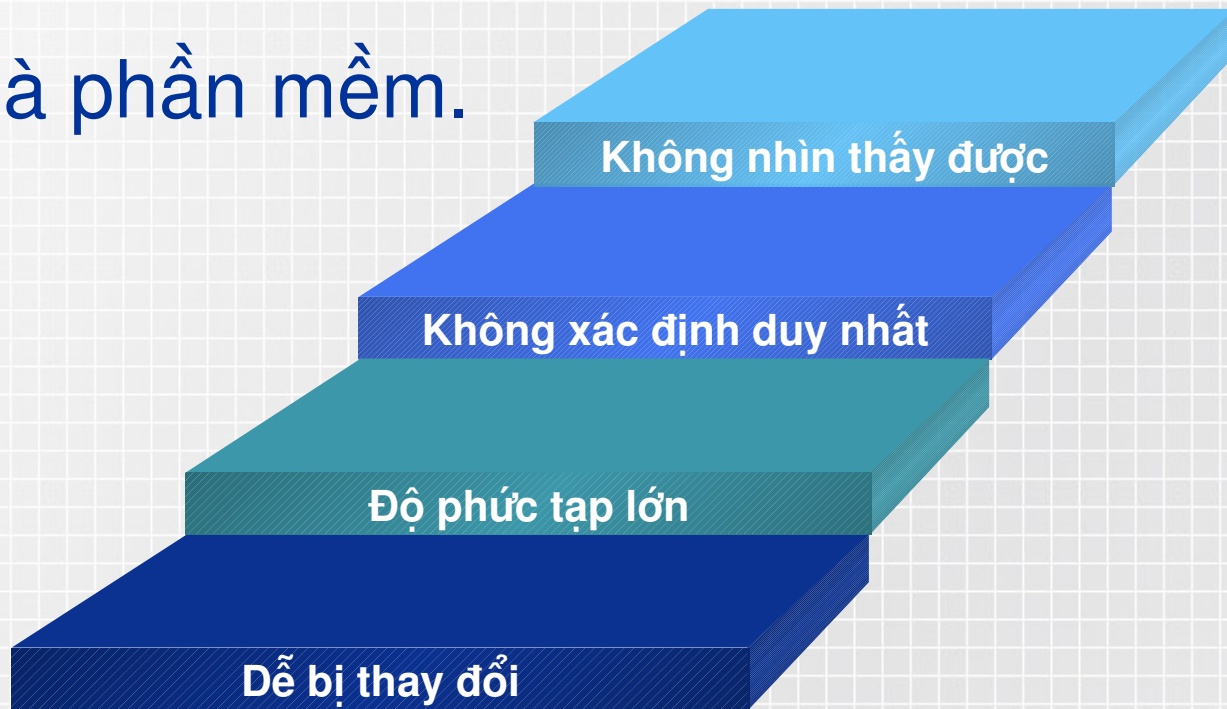 à phần mềm.
Không nhìn thấy được
Không xác định duy nhất
Độ phức tạp lớn
Dễ bị thay đổi